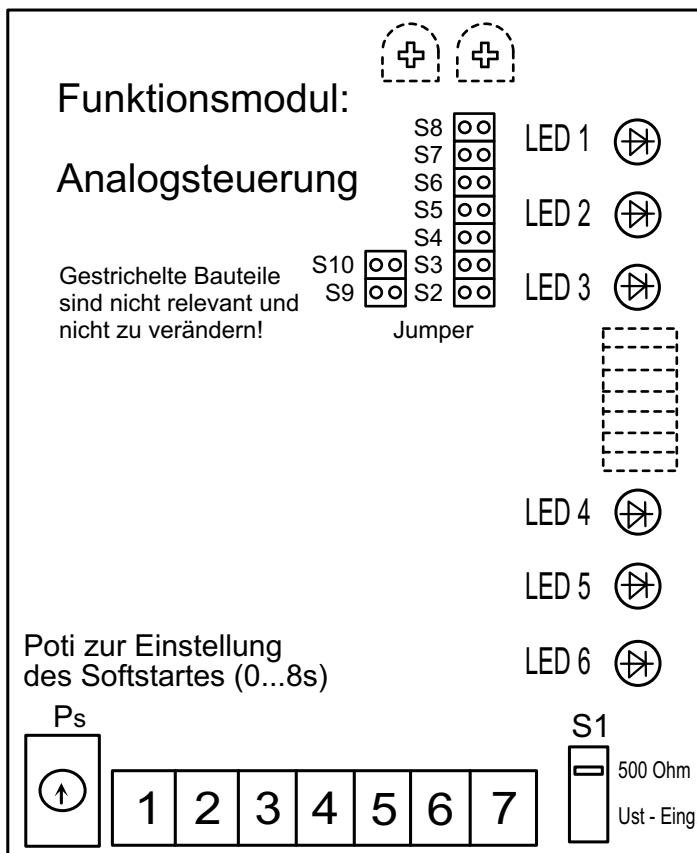 Funktionsmodul:
Analogsteuerung
Gestrichelte Bauteile
sind nicht relevant und
nicht zu verändern!
S8
S7
S6
S5
S4
S10 S3
S9 S2
Jumper
LED 1
LED 2
LED 3
LED 4
LED 5
LED 6
Poti zur Einstellung
des Softstartes (0...8s)
Ps
1 2 3 4 5 6 7
S1
500 Ohm
Ust - Eing